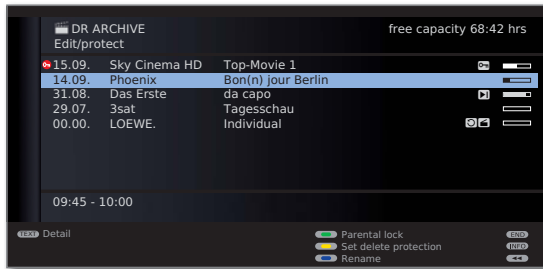 DR ARCHIVE free capacity 68:42 hrs
Edit/protect
15.09. Sky Cinema HD Top-Movie 1
14.09. Phoenix Bon(n) jour Berlin
31.08. Das Erste da capo
29.07. 3sat Tagesschau
00.00. LOEWE. Individual
09:45 - 10:00
TEXT Detail Parental lock END
Set delete protection INFO
Rename